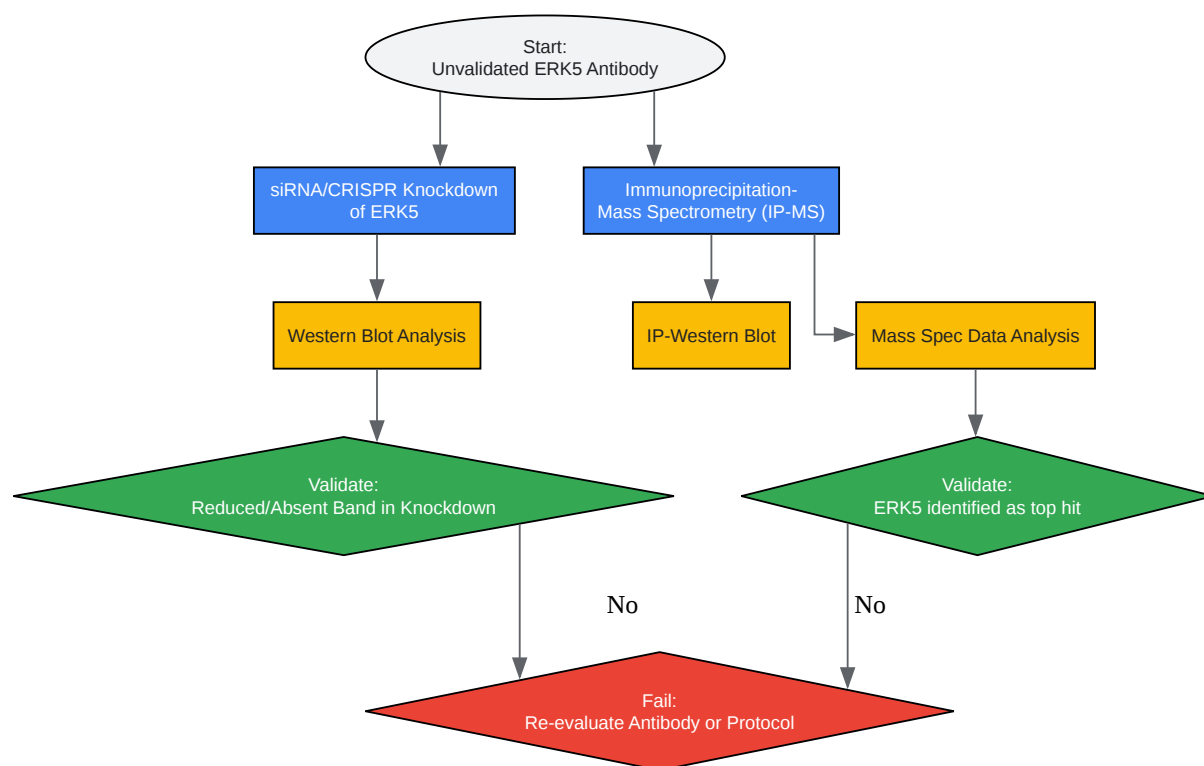 Start:
Unvalidated ERK5 Antibody
siRNA/CRISPR Knockdown
of ERK5
Immunoprecipitation-
Mass Spectrometry (IP-MS)
Western Blot Analysis
IP-Western Blot
Mass Spec Data Analysis
Validate:
Reduced/Absent Band in Knockdown
Validate:
ERK5 identified as top hit
No
No
Fail:
Re-evaluate Antibody or Protocol